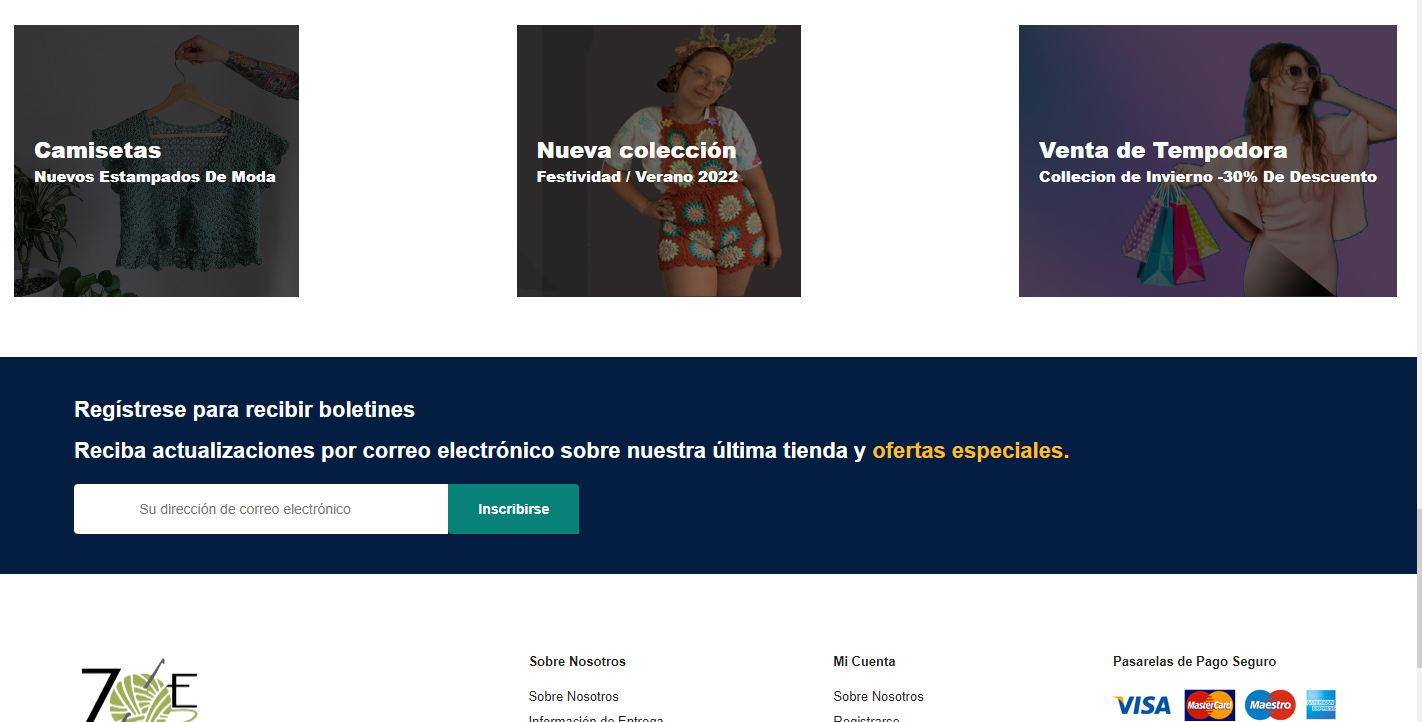 Camisetas
Nuevos Estampados De Moda
Nueva colección
Festividad / Verano 2022
Venta de Tempodora
Collecion de Invierno -30% De Descuento
Regístrese para recibir boletines
Reciba actualizaciones por correo electrónico sobre nuestra última tienda y ofertas especiales.
Su dirección de correo electrónico
Inscribirse
Sobre Nosotros
Sobre Nosotros
Información de Entrega
Mi Cuenta
Sobre Nosotros
Registrarse
Pasarelas de Pago Seguro
VISA
MasterCard
Maestro